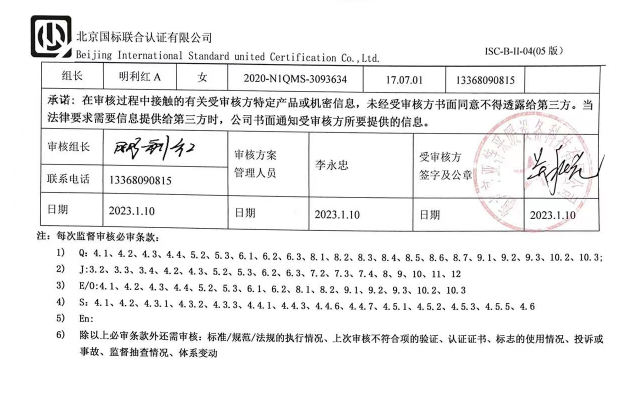 北京国标联合认证有限公司
Beijing International Standard united Certification Co.,Ltd.
ISC-B-II-04(05 版)
组长 明利红 A 女 2020-N1QMS-3093634 17.07.01 13368090815
承诺: 在审核过程中接触的有关受审核方特定产品或机密信息，未经受审核方书面同意不得透露给第三方。当
法律要求需要信息提供给第三方时，公司书面通知受审核方所要提供的信息。
审核组长 明利红 审核方案管理人员 李永忠 受审核方签字及公章
联系电话 13368090815
日期 2023.1.10 日期 2023.1.10 日期 2023.1.10
注: 每次监督审核必审条款:
1) Q: 4.1、4.2、4.3、4.4、5.2、5.3、6.1、6.2、6.3、8.1、8.2、8.3、8.4、8.5、8.6、8.7、9.1、9.2、9.3、10.2、10.3;
2) J:3.2、3.3、3.4、4.2、4.3、5.2、5.3、6.2、6.3、7.2、7.3、7.4、8、9、10、11、12
3) E/O:4.1、4.2、4.3、4.4、5.2、5.3、6.1、6.2、8.1、8.2、9.1、9.2、9.3、10.2、10.3
4) S: 4.1、4.2、4.3.1、4.3.2、4.3.3、4.4.1、4.4.3、4.4.6、4.4.7、4.5.1、4.5.2、4.5.3、4.5.5、4.6
5) En:
6) 除以上必审条款外还需审核: 标准/规范/法规的执行情况、上次审核不符合项的验证、认证证书、标志的使用情况、投诉或
事故、监督抽查情况、体系变动